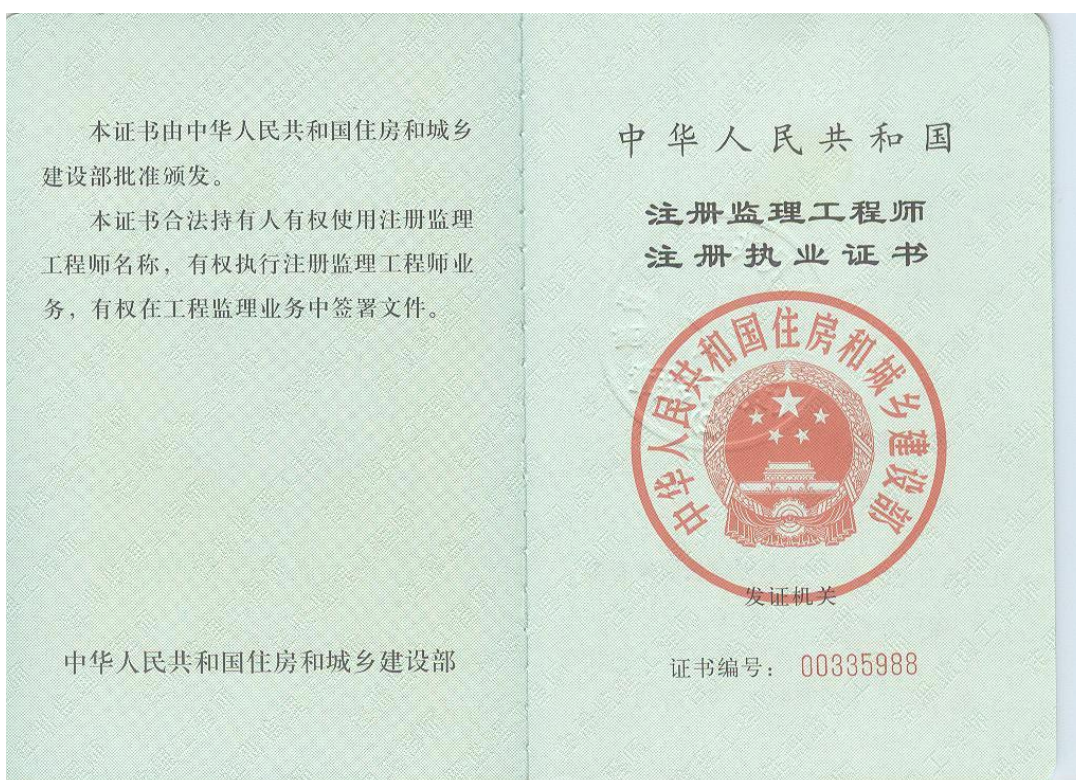 本证书由中华人民共和国住房和城乡
建设部批准颁发。
本证书合法持有人有权使用注册监理
工程师名称，有权执行注册监理工程师业
务，有权在工程监理业务中签署文件。
中华人民共和国住房和城乡建设部
中华人民共和国
注册监理工程师
注册执业证书
中华人民共和国住房和城乡建设部
发证机关
证书编号： 00335988